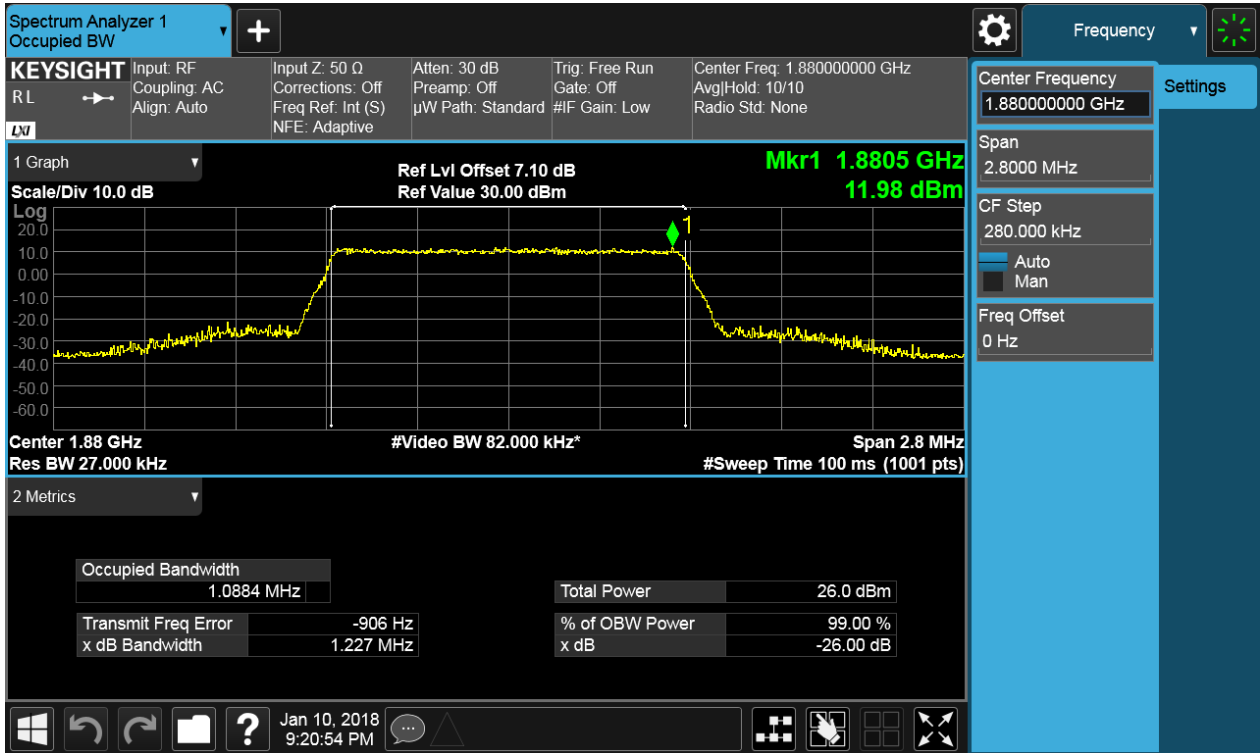 Spectrum Analyzer 1
Occupied BW
+
Frequency
KEYSIGHT
RL
LXI
Input: RF
Coupling: AC
Align: Auto
Input Z: 50 Ω
Corrections: Off
Freq Ref: Int (S)
NFE: Adaptive
Atten: 30 dB
Preamp: Off
µW Path: Standard
Trig: Free Run
Gate: Off
#IF Gain: Low
Center Freq: 1.880000000 GHz
Avg|Hold: 10/10
Radio Std: None
Center Frequency
1.880000000 GHz
Settings
Span
2.8000 MHz
CF Step
280.000 kHz
Auto
Man
Freq Offset
0 Hz
1 Graph
Scale/Div 10.0 dB
Ref Lvl Offset 7.10 dB
Ref Value 30.00 dBm
Mkr1 1.8805 GHz
11.98 dBm
Log
20.0
10.0
0.00
-10.0
-20.0
-30.0
-40.0
-50.0
-60.0
1
Center 1.88 GHz
#Video BW 82.000 kHz*
Span 2.8 MHz
Res BW 27.000 kHz
#Sweep Time 100 ms (1001 pts)
2 Metrics
Occupied Bandwidth
1.0884 MHz
Total Power 26.0 dBm
Transmit Freq Error -906 Hz
% of OBW Power 99.00 %
x dB Bandwidth 1.227 MHz
x dB -26.00 dB
?
Jan 10, 2018
9:20:54 PM